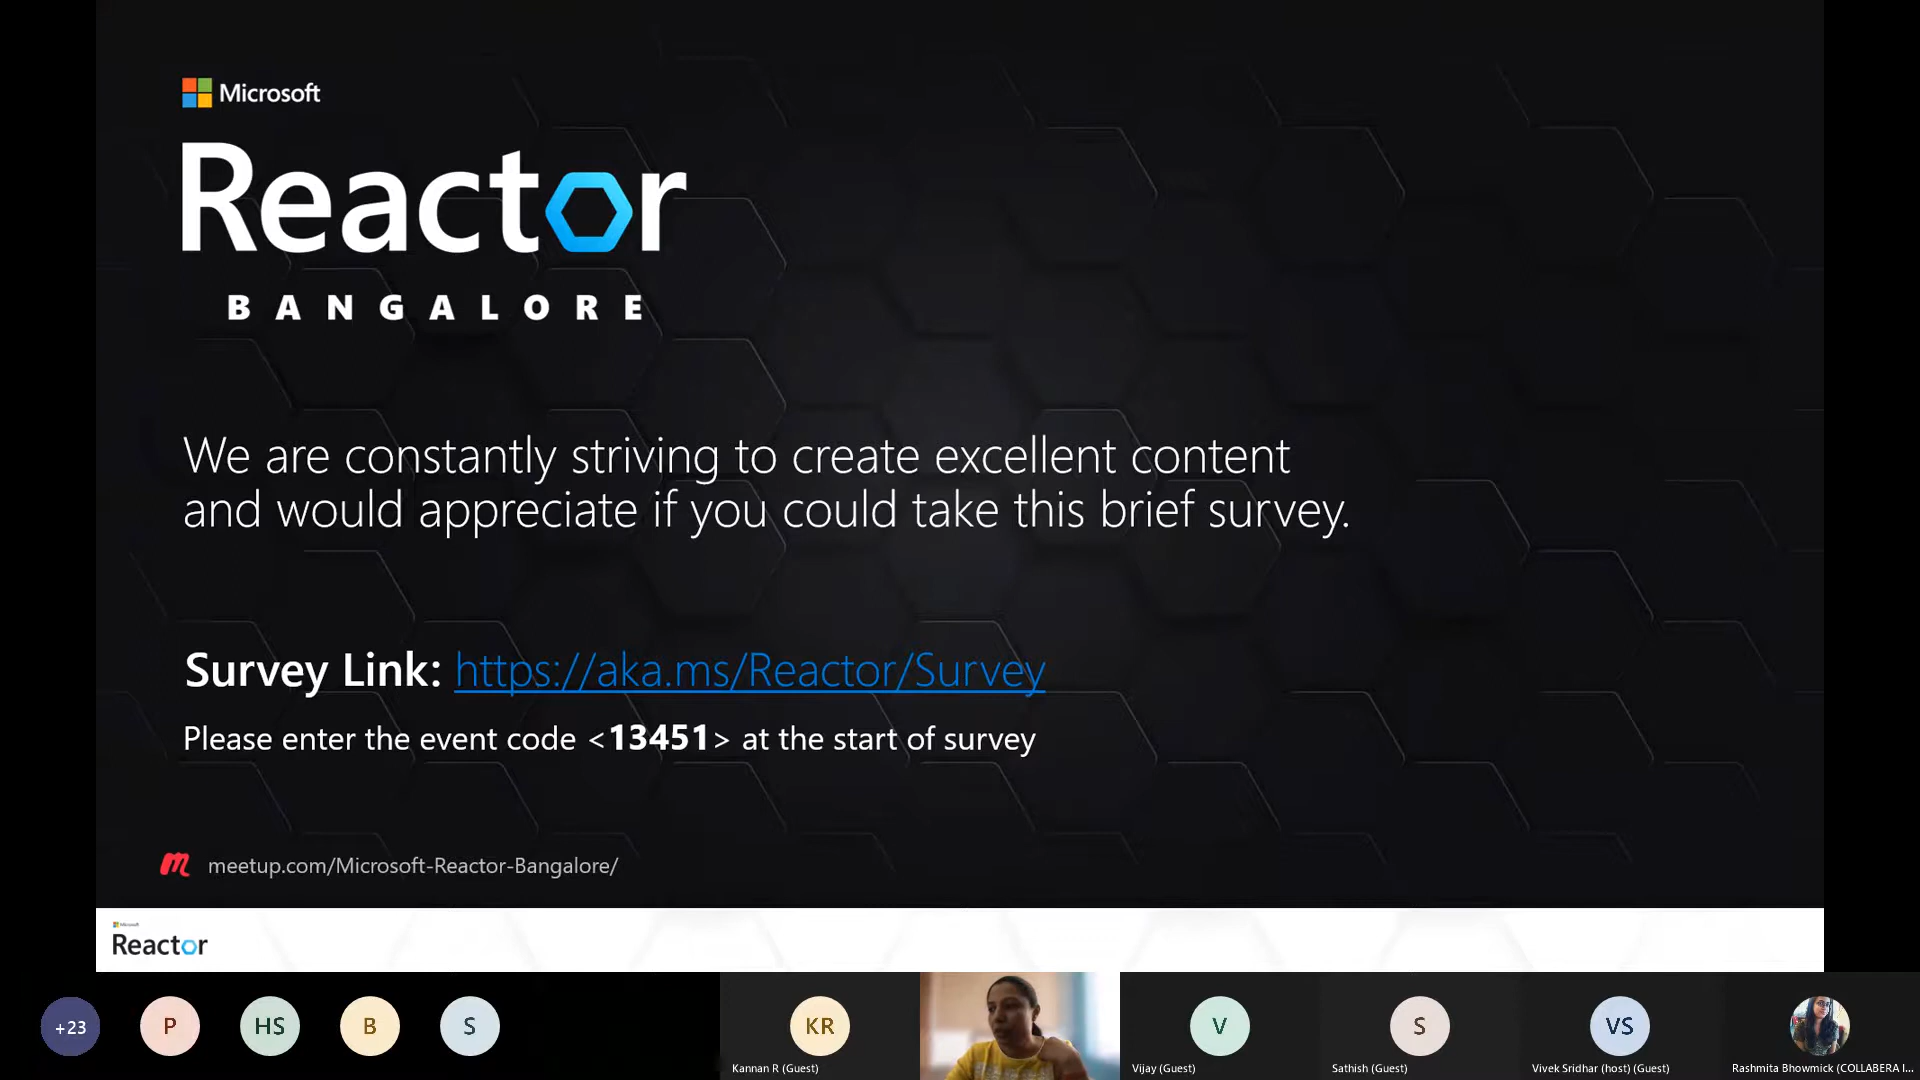 Microsoft
Reactor
BANGALORE
We are constantly striving to create excellent content
and would appreciate if you could take this brief survey.
Survey Link: https://aka.ms/Reactor/Survey
Please enter the event code <13451> at the start of survey
meetup.com/Microsoft-Reactor-Bangalore/
Microsoft
Reactor
+23
P
HS
B
S
KR
V
S
VS
Kannan R (Guest)
Vijay (Guest)
Sathish (Guest)
Vivek Sridhar (host) (Guest)
Rashmita Bhowmick (COLLABERA I...